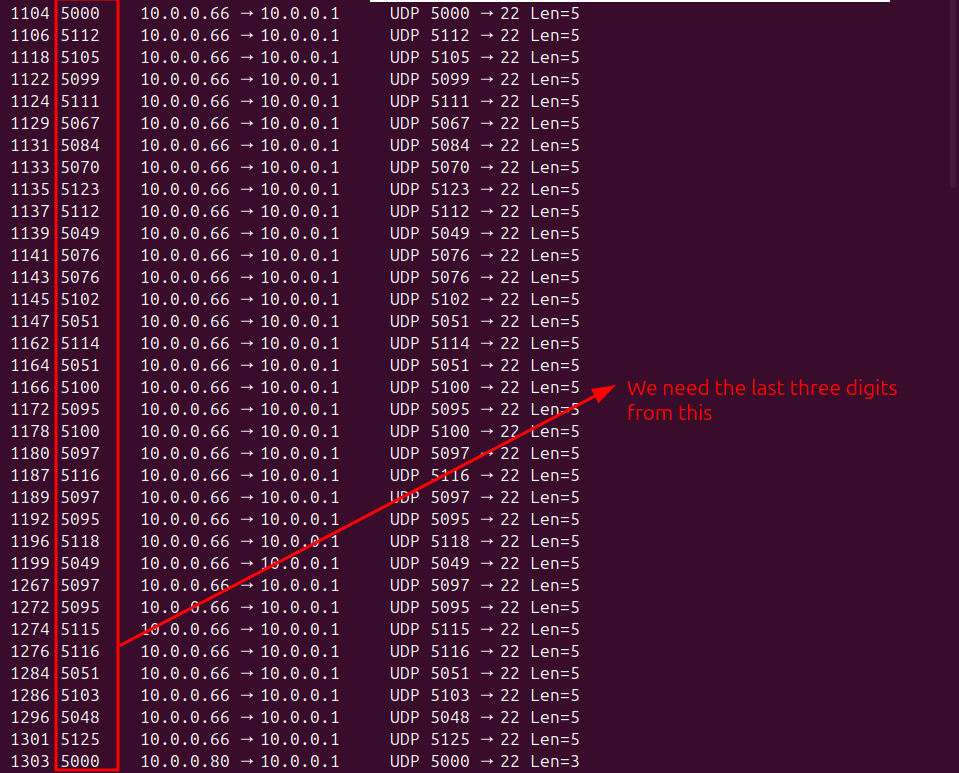 1104 5000 10.0.0.66 → 10.0.0.1 UDP 5000 → 22 Len=5
1106 5112 10.0.0.66 → 10.0.0.1 UDP 5112 → 22 Len=5
1118 5105 10.0.0.66 → 10.0.0.1 UDP 5105 → 22 Len=5
1122 5099 10.0.0.66 → 10.0.0.1 UDP 5099 → 22 Len=5
1124 5111 10.0.0.66 → 10.0.0.1 UDP 5111 → 22 Len=5
1129 5067 10.0.0.66 → 10.0.0.1 UDP 5067 → 22 Len=5
1131 5084 10.0.0.66 → 10.0.0.1 UDP 5084 → 22 Len=5
1133 5070 10.0.0.66 → 10.0.0.1 UDP 5070 → 22 Len=5
1135 5123 10.0.0.66 → 10.0.0.1 UDP 5123 → 22 Len=5
1137 5112 10.0.0.66 → 10.0.0.1 UDP 5112 → 22 Len=5
1139 5049 10.0.0.66 → 10.0.0.1 UDP 5049 → 22 Len=5
1141 5076 10.0.0.66 → 10.0.0.1 UDP 5076 → 22 Len=5
1143 5076 10.0.0.66 → 10.0.0.1 UDP 5076 → 22 Len=5
1145 5102 10.0.0.66 → 10.0.0.1 UDP 5102 → 22 Len=5
1147 5051 10.0.0.66 → 10.0.0.1 UDP 5051 → 22 Len=5
1162 5114 10.0.0.66 → 10.0.0.1 UDP 5114 → 22 Len=5
1164 5051 10.0.0.66 → 10.0.0.1 UDP 5051 → 22 Len=5
1166 5100 10.0.0.66 → 10.0.0.1 UDP 5100 → 22 Len=5
We need the last three digits
from this
1172 5095 10.0.0.66 → 10.0.0.1 UDP 5095 → 22 Len=5
1178 5100 10.0.0.66 → 10.0.0.1 UDP 5100 → 22 Len=5
1180 5097 10.0.0.66 → 10.0.0.1 UDP 5097 → 22 Len=5
1187 5116 10.0.0.66 → 10.0.0.1 UDP 5116 → 22 Len=5
1189 5097 10.0.0.66 → 10.0.0.1 UDP 5097 → 22 Len=5
1192 5095 10.0.0.66 → 10.0.0.1 UDP 5095 → 22 Len=5
1196 5118 10.0.0.66 → 10.0.0.1 UDP 5118 → 22 Len=5
1199 5049 10.0.0.66 → 10.0.0.1 UDP 5049 → 22 Len=5
1267 5097 10.0.0.66 → 10.0.0.1 UDP 5097 → 22 Len=5
1272 5095 10.0.0.66 → 10.0.0.1 UDP 5095 → 22 Len=5
1274 5115 10.0.0.66 → 10.0.0.1 UDP 5115 → 22 Len=5
1276 5116 10.0.0.66 → 10.0.0.1 UDP 5116 → 22 Len=5
1284 5051 10.0.0.66 → 10.0.0.1 UDP 5051 → 22 Len=5
1286 5103 10.0.0.66 → 10.0.0.1 UDP 5103 → 22 Len=5
1296 5048 10.0.0.66 → 10.0.0.1 UDP 5048 → 22 Len=5
1301 5125 10.0.0.66 → 10.0.0.1 UDP 5125 → 22 Len=5
1303 5000 10.0.0.80 → 10.0.0.1 UDP 5000 → 22 Len=3